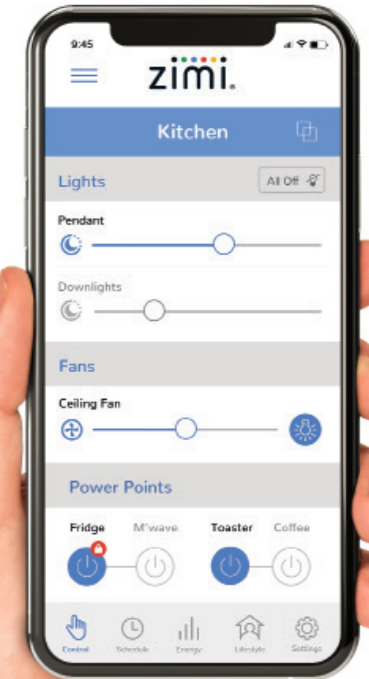 9:45
zimi.
Kitchen
Lights
All Off
Pendant
Downlights
Fans
Ceiling Fan
Power Points
Fridge M'wave Toaster Coffee
Control Schedule Energy Lifestyle Settings